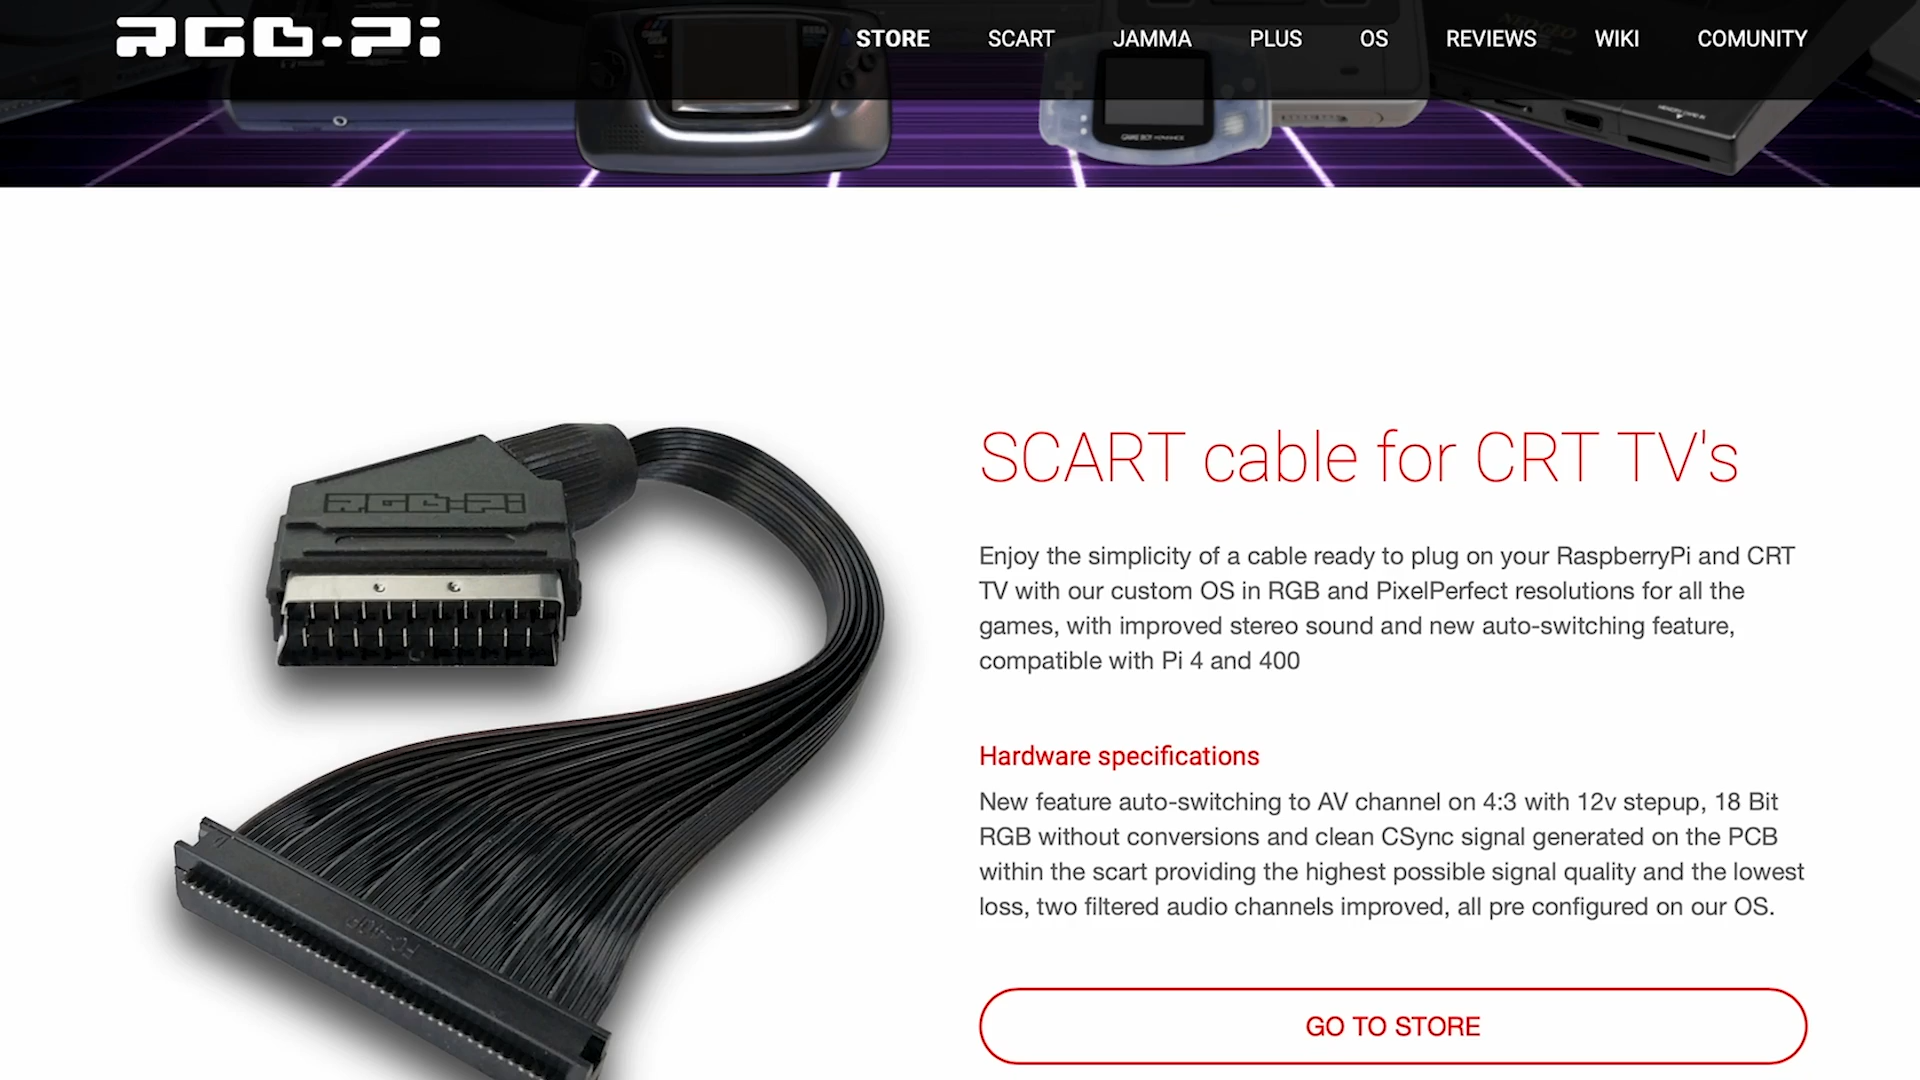 RGB-Pi
STORE SCART JAMMA PLUS OS REVIEWS WIKI COMUNITY
GAME BOY ADVANCE
RGB-Pi
SCART cable for CRT TV's
Enjoy the simplicity of a cable ready to plug on your RaspberryPi and CRT
TV with our custom OS in RGB and PixelPerfect resolutions for all the
games, with improved stereo sound and new auto-switching feature,
compatible with Pi 4 and 400
Hardware specifications
New feature auto-switching to AV channel on 4:3 with 12v stepup, 18 Bit
RGB without conversions and clean CSync signal generated on the PCB
within the scart providing the highest possible signal quality and the lowest
loss, two filtered audio channels improved, all pre configured on our OS.
GO TO STORE